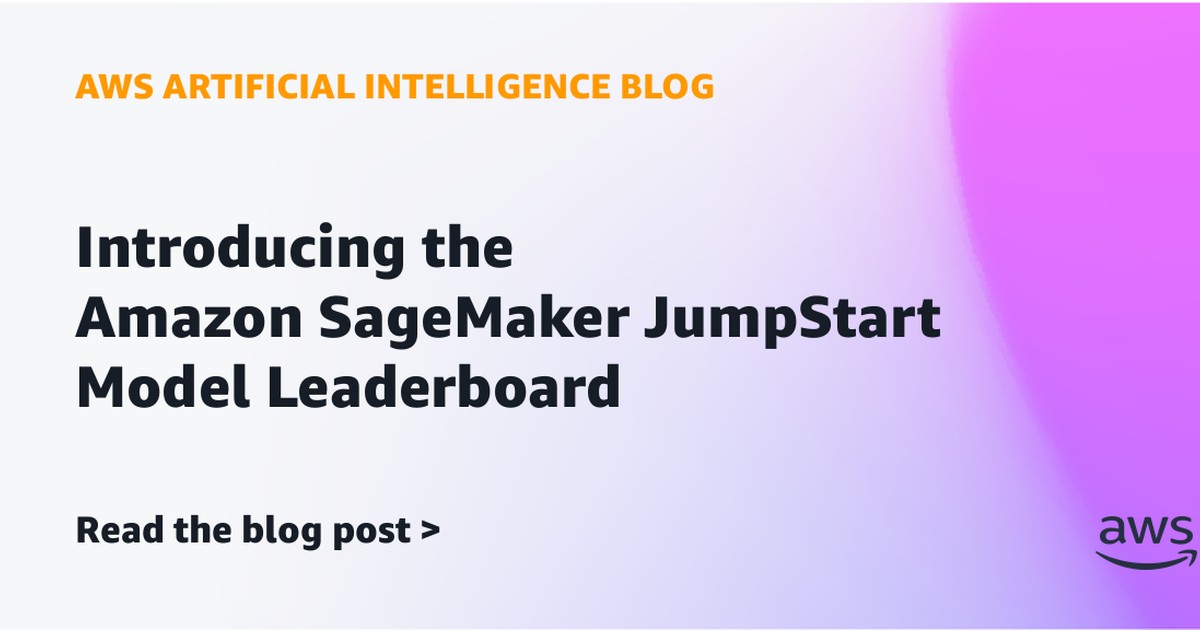 AWS ARTIFICIAL INTELLIGENCE BLOG
Introducing the
Amazon SageMaker JumpStart
Model Leaderboard
Read the blog post >
aws